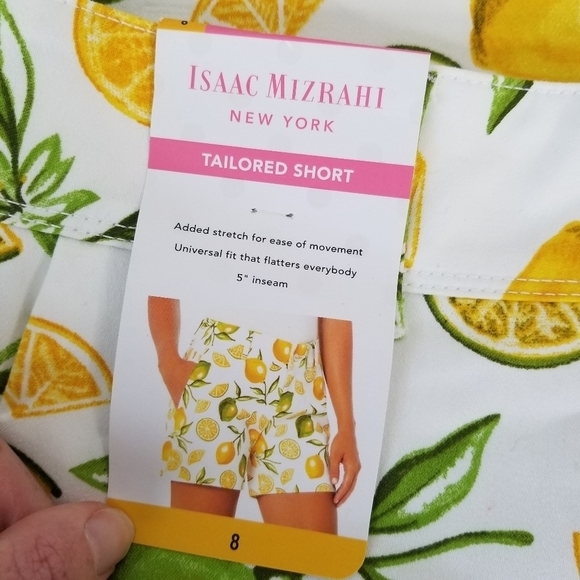 ISAAC MIZRAHI
NEW YORK
TAILORED SHORT
Added stretch for ease of movement
Universal fit that flatters everybody
5" inseam
8